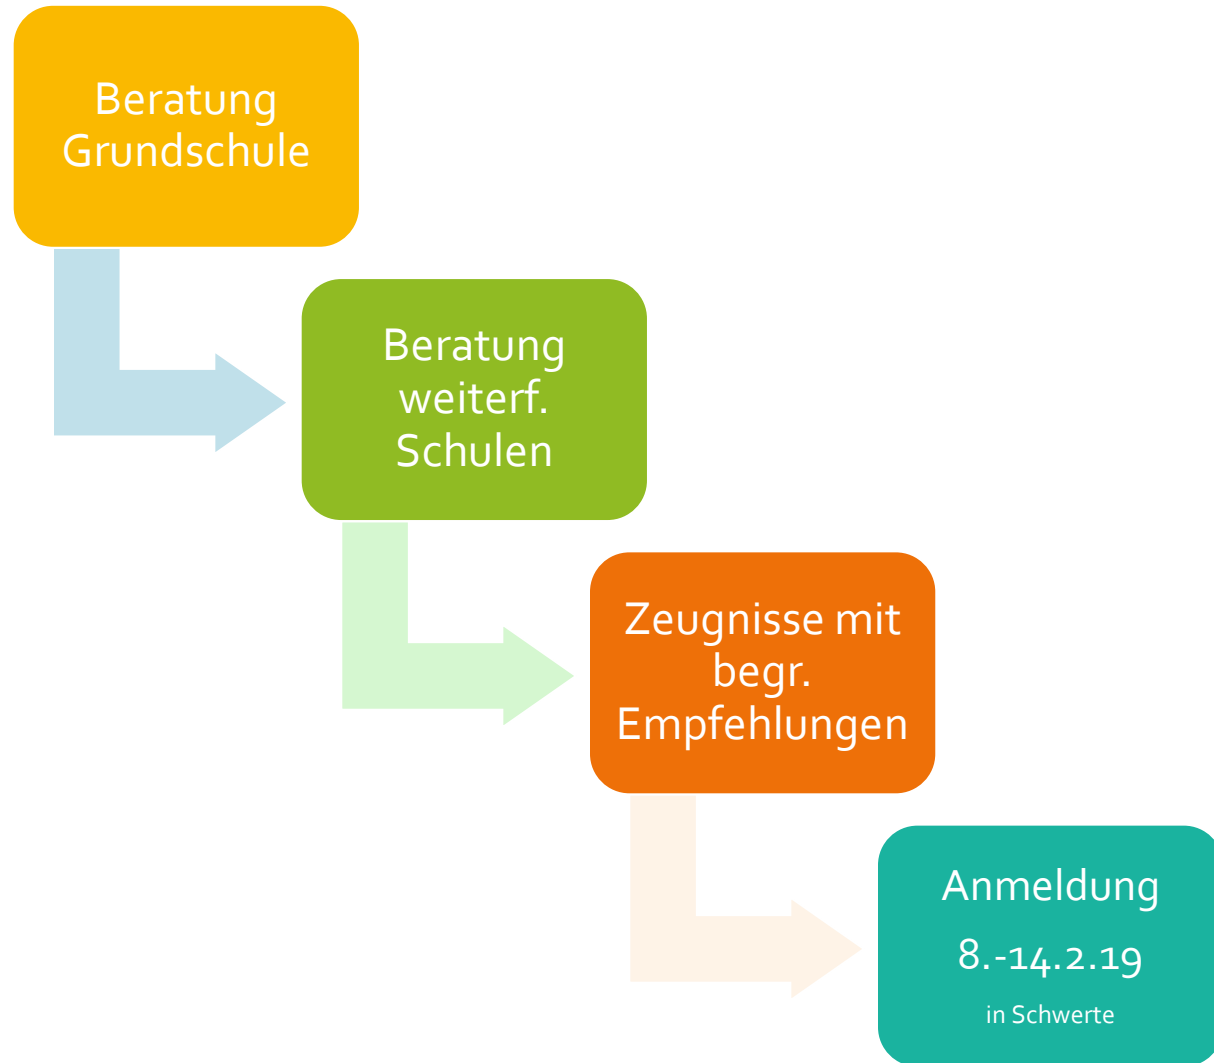 Beratung
Grundschule
Beratung
weiterf.
Schulen
Zeugnisse mit
begr.
Empfehlungen
Anmeldung
8.-14.2.19
in Schwerte